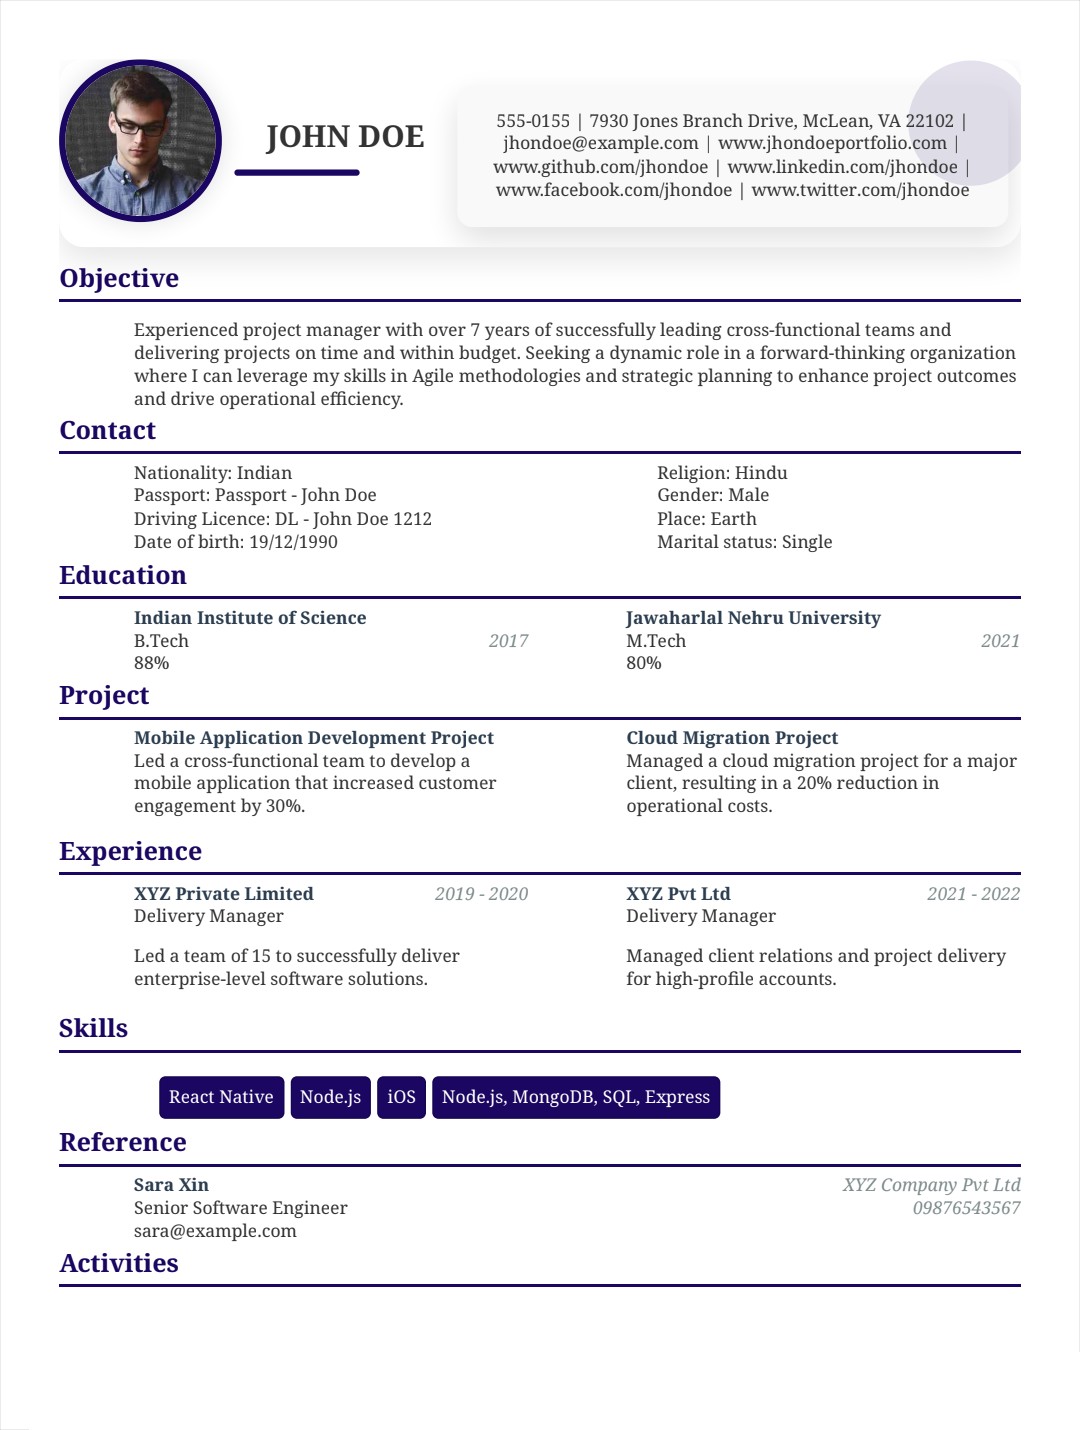 JOHN DOE
555-0155 | 7930 Jones Branch Drive, McLean, VA 22102 |
jhondoe@example.com | www.jhondoeportfolio.com |
www.github.com/jhondoe | www.linkedin.com/jhondoe |
www.facebook.com/jhondoe | www.twitter.com/jhondoe
Objective
Experienced project manager with over 7 years of successfully leading cross-functional teams and
delivering projects on time and within budget. Seeking a dynamic role in a forward-thinking organization
where I can leverage my skills in Agile methodologies and strategic planning to enhance project outcomes
and drive operational efficiency.
Contact
Nationality: Indian
Passport: Passport - John Doe
Driving Licence: DL - John Doe 1212
Date of birth: 19/12/1990
Religion: Hindu
Gender: Male
Place: Earth
Marital status: Single
Education
Indian Institute of Science
B.Tech 2017
88%
Jawaharlal Nehru University
M.Tech 2021
80%
Project
Mobile Application Development Project
Led a cross-functional team to develop a
mobile application that increased customer
engagement by 30%.
Cloud Migration Project
Managed a cloud migration project for a major
client, resulting in a 20% reduction in
operational costs.
Experience
XYZ Private Limited 2019 - 2020
Delivery Manager
Led a team of 15 to successfully deliver
enterprise-level software solutions.
XYZ Pvt Ltd 2021 - 2022
Delivery Manager
Managed client relations and project delivery
for high-profile accounts.
Skills
React Native Node.js iOS Node.js, MongoDB, SQL, Express
Reference
Sara Xin XYZ Company Pvt Ltd
Senior Software Engineer 09876543567
sara@example.com
Activities